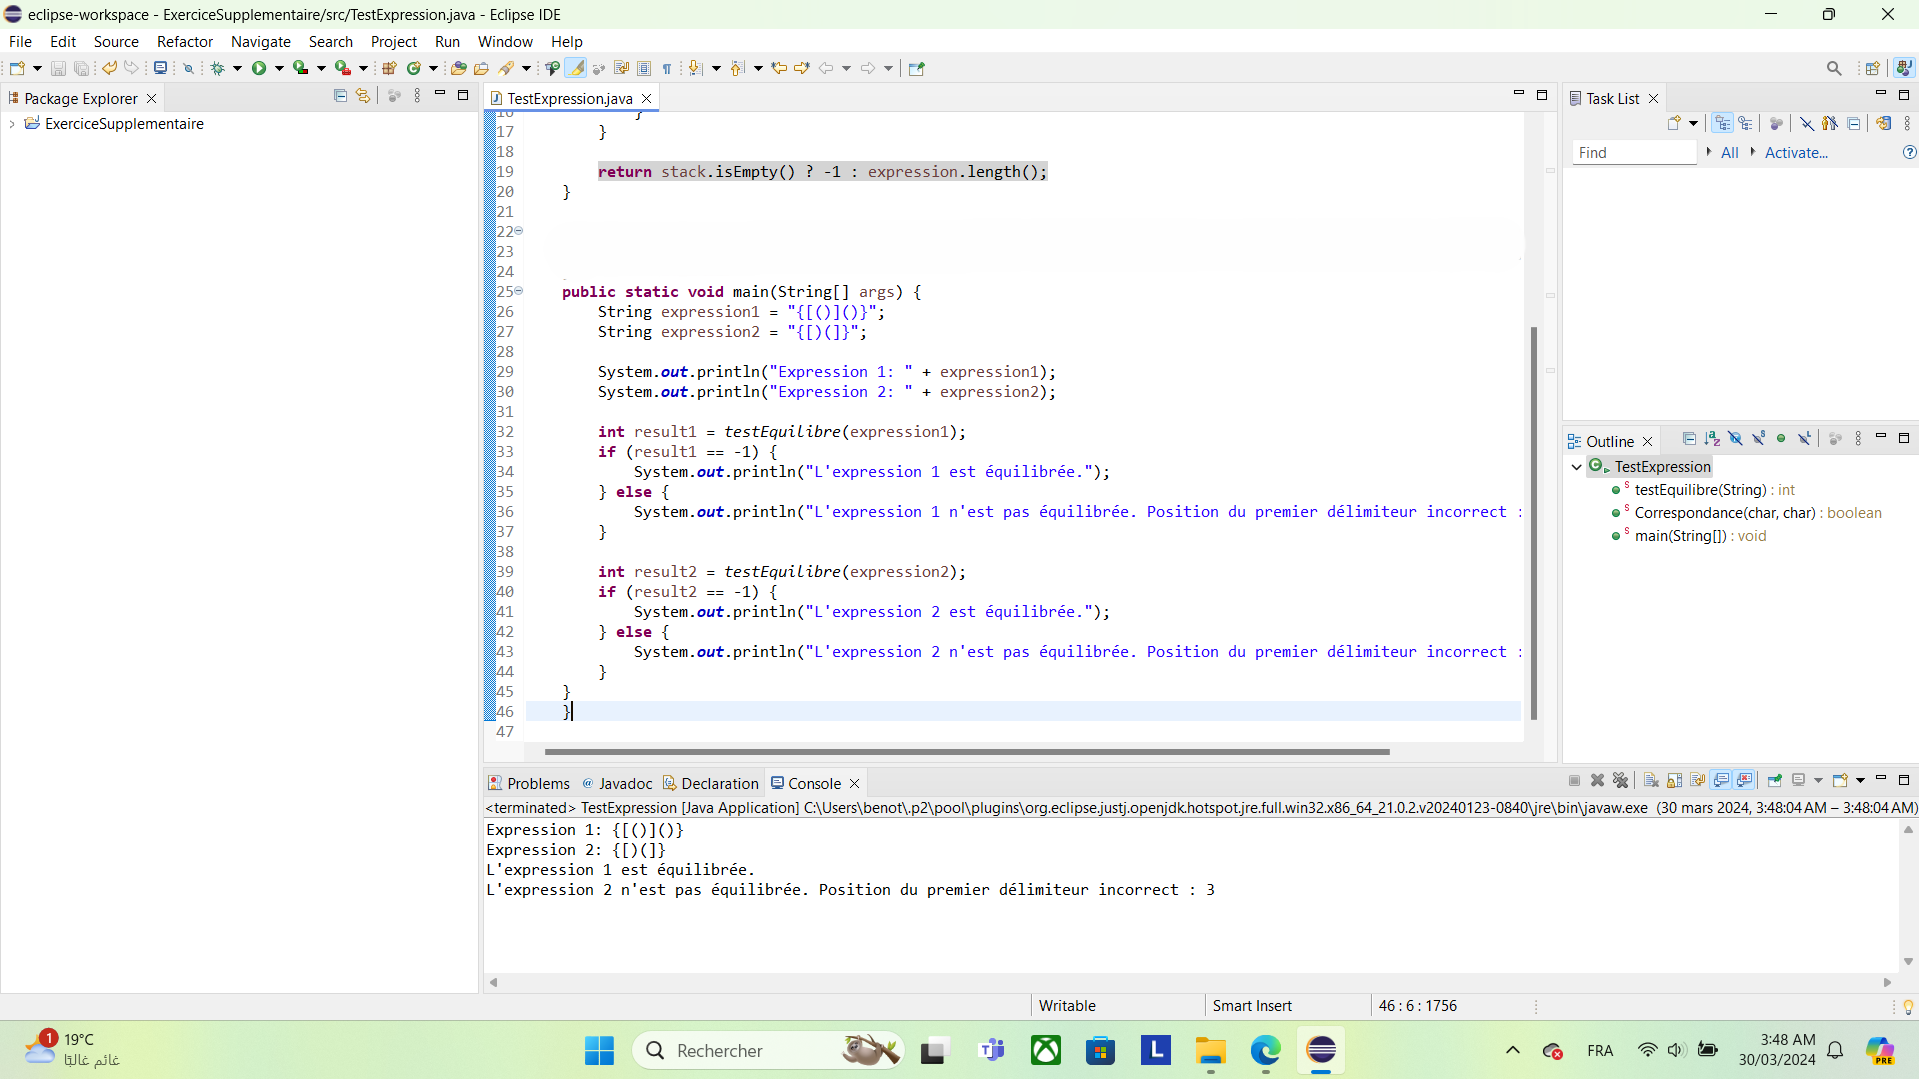 eclipse-workspace - ExerciceSupplementaire/src/TestExpression.java - Eclipse IDE
File Edit Source Refactor Navigate Search Project Run Window Help
Package Explorer
ExerciceSupplementaire
TestExpression.java
16 }
17 }
18
19 return stack.isEmpty() ? -1 : expression.length();
20 }
21
22
23
24
25 public static void main(String[] args) {
26 String expression1 = "{[()]()}";
27 String expression2 = "{[)(]}";
28
29 System.out.println("Expression 1: " + expression1);
30 System.out.println("Expression 2: " + expression2);
31
32 int result1 = testEquilibre(expression1);
33 if (result1 == -1) {
34 System.out.println("L'expression 1 est équilibrée.");
35 } else {
36 System.out.println("L'expression 1 n'est pas équilibrée. Position du premier délimiteur incorrect :
37 }
38
39 int result2 = testEquilibre(expression2);
40 if (result2 == -1) {
41 System.out.println("L'expression 2 est équilibrée.");
42 } else {
43 System.out.println("L'expression 2 n'est pas équilibrée. Position du premier délimiteur incorrect :
44 }
45 }
46 }
47
Task List
Find All Activate...
Outline
TestExpression
testEquilibre(String) : int
Correspondance(char, char) : boolean
main(String[]) : void
Problems @ Javadoc Declaration Console
<terminated> TestExpression [Java Application] C:\Users\benot\.p2\pool\plugins\org.eclipse.justj.openjdk.hotspot.jre.full.win32.x86_64_21.0.2.v20240123-0840\jre\bin\javaw.exe (30 mars 2024, 3:48:04 AM – 3:48:04 AM)
Expression 1: {[()]()}
Expression 2: {[)(]}
L'expression 1 est équilibrée.
L'expression 2 n'est pas équilibrée. Position du premier délimiteur incorrect : 3
Writable Smart Insert 46 : 6 : 1756
1
19°C
غائم غالبًا
Rechercher
L
FRA
3:48 AM
30/03/2024
PRE